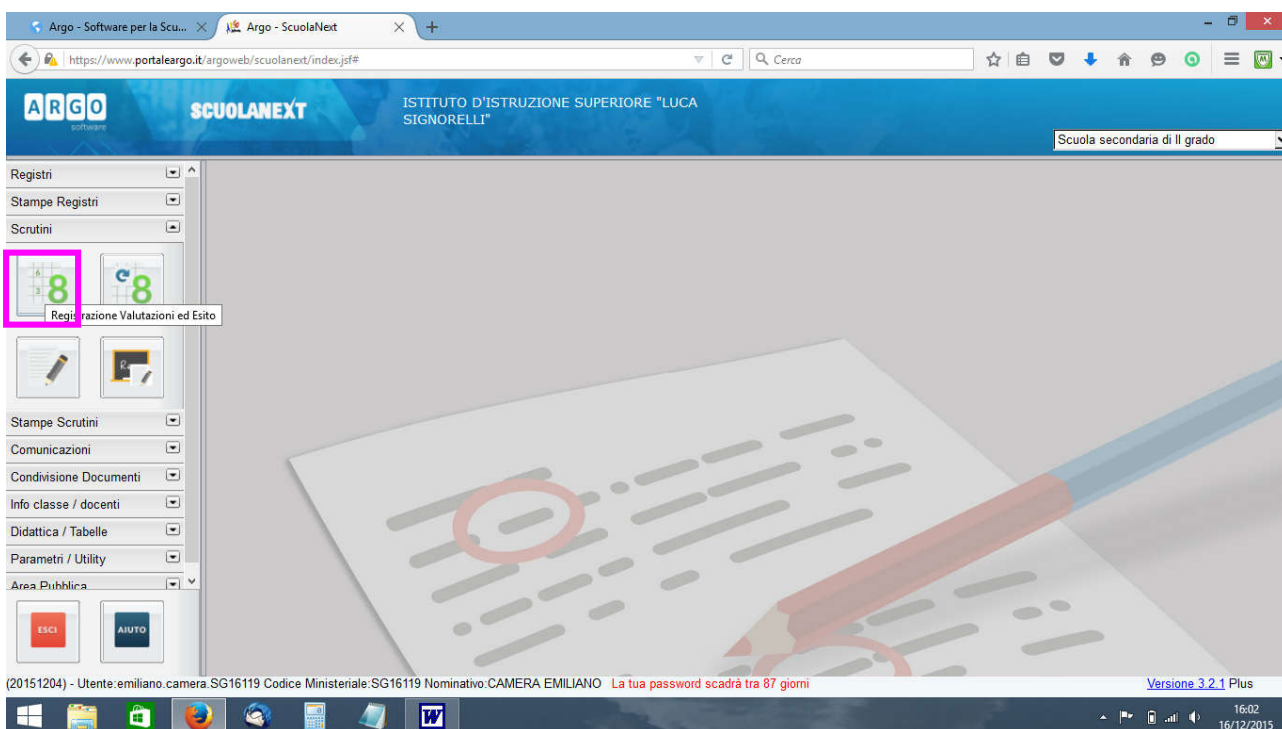 Argo - Software per la Scu...
Argo - ScuolaNext
https://www.portaleargo.it/argoweb/scuolanext/index.jsf#
Cerca
ARGO
software
SCUOLANEXT
ISTITUTO D'ISTRUZIONE SUPERIORE "LUCA
SIGNORELLI"
Scuola secondaria di II grado
Registri
Stampe Registri
Scrutini
6
3
8
8
Registrazione Valutazioni ed Esito
Stampe Scrutini
Comunicazioni
Condivisione Documenti
Info classe / docenti
Didattica / Tabelle
Parametri / Utility
Area Pubblica
ESCI
AIUTO
(20151204) - Utente:emiliano.camera.SG16119 Codice Ministeriale:SG16119 Nominativo:CAMERA EMILIANO La tua password scadrà tra 87 giorni
Versione 3.2.1 Plus
W
16:02
16/12/2015